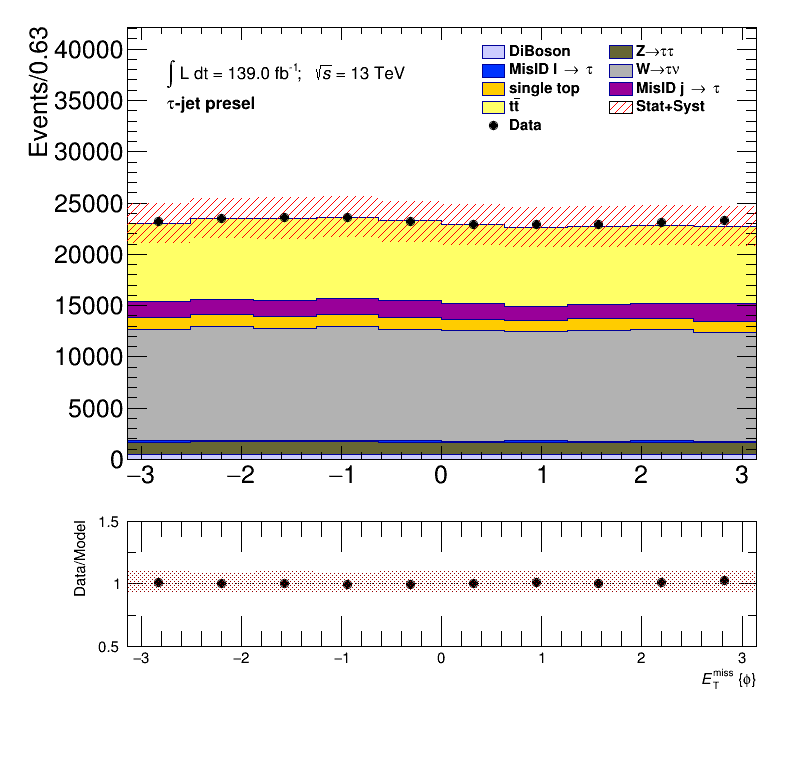 Events/0.63
40000
35000
30000
25000
20000
15000
10000
5000
0
∫ L dt = 139.0 fb⁻¹; √s = 13 TeV
τ-jet presel
DiBoson
Z→ττ
MisID l → τ
W→τν
single top
MisID j → τ
tt̄
Stat+Syst
Data
−3 −2 −1 0 1 2 3
Data/Model
1.5
1
0.5
−3 −2 −1 0 1 2 3
E_T^miss {ϕ}